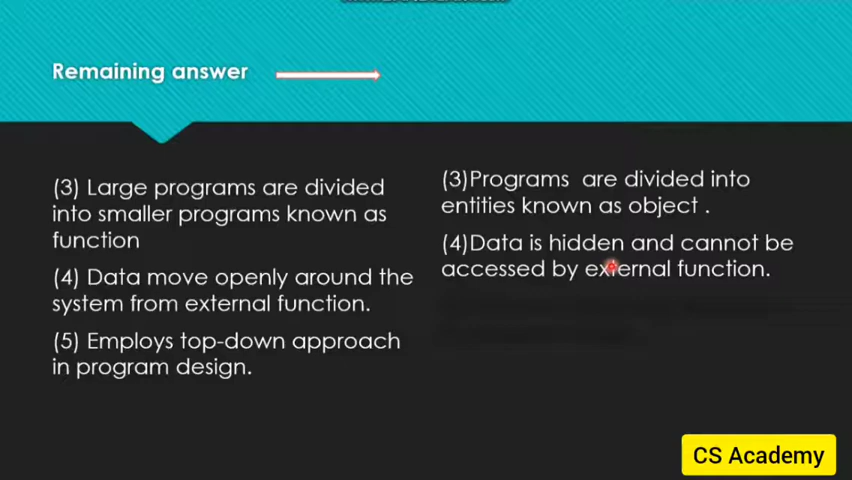 Remaining answer
(3) Large programs are divided
into smaller programs known as
function
(4) Data move openly around the
system from external function.
(5) Employs top-down approach
in program design.
(3)Programs are divided into
entities known as object .
(4)Data is hidden and cannot be
accessed by external function.
CS Academy